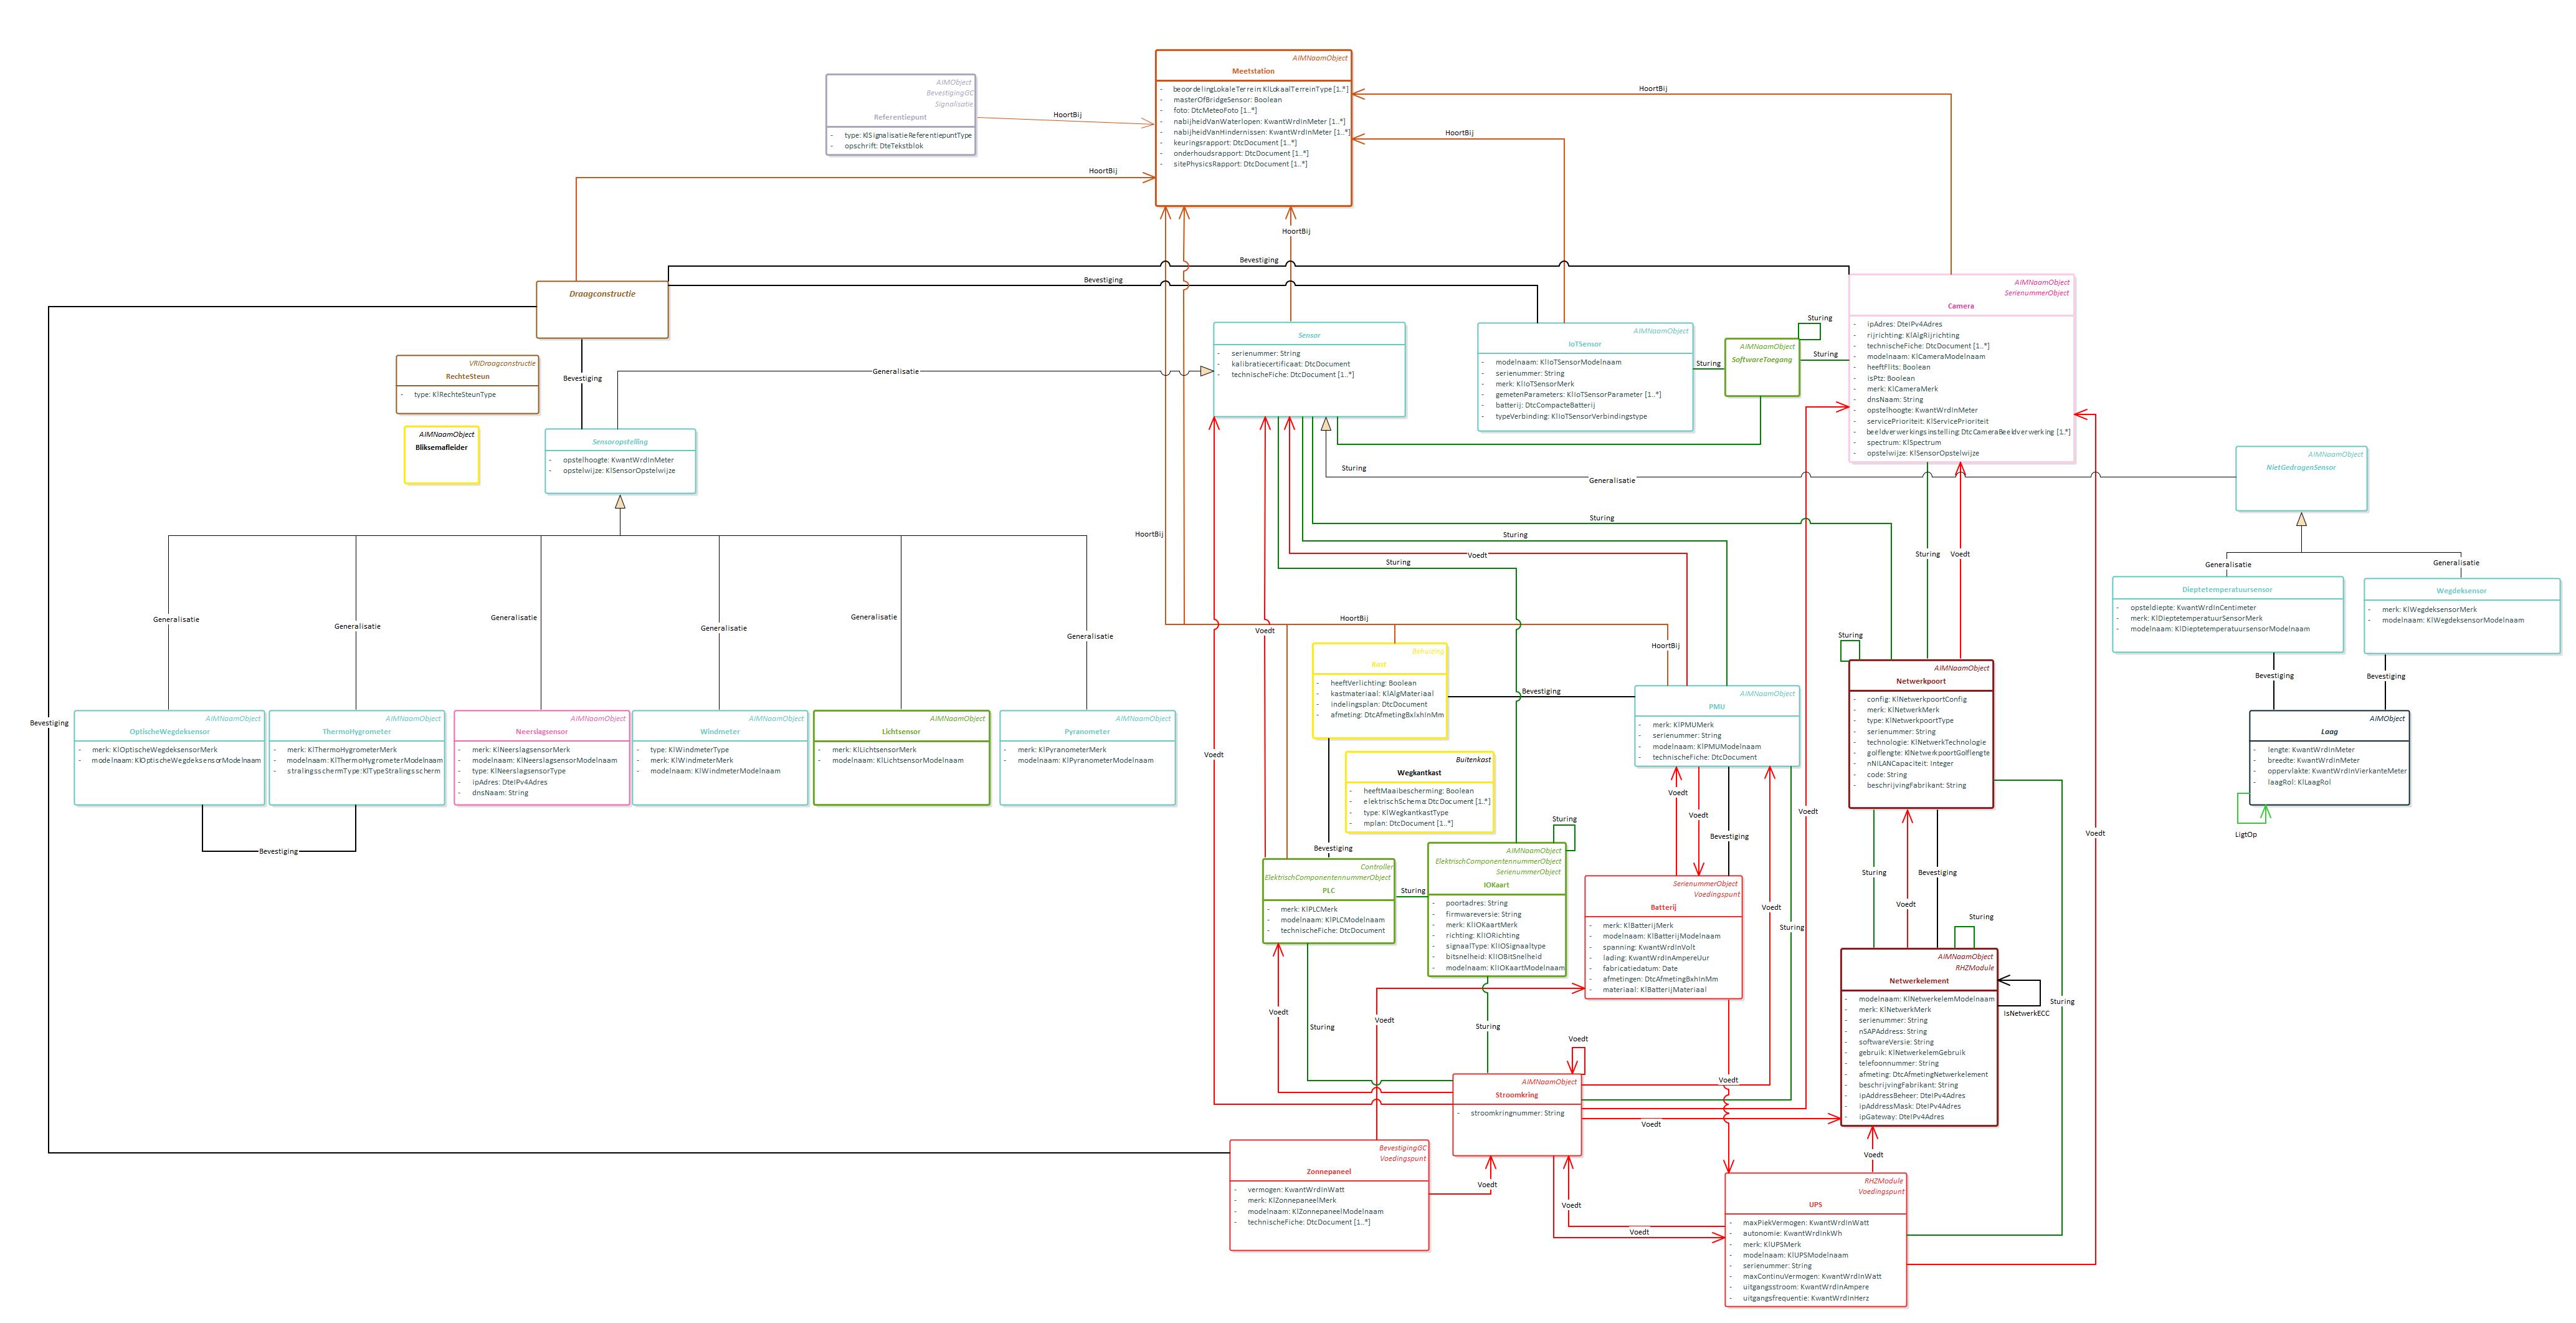 AIMNaamObject
Meetstation
- beoordelingLokaleTerrein: KlLokaalTerreinType [1..*]
- masterOfBridgeSensor: Boolean
- foto: DtcMeteoFoto [1..*]
- nabijheidVanWaterlopen: KwantWrdInMeter [1..*]
- nabijheidVanHindernissen: KwantWrdInMeter [1..*]
- keuringsrapport: DtcDocument [1..*]
- onderhoudsrapport: DtcDocument [1..*]
- sitePhysicsRapport: DtcDocument [1..*]
AIMObject
BevestigingGC
Signalisatie
Referentiepunt
- type: KlSignalisatieReferentiepuntType
- opschrift: DteTekstblok
HoortBij
HoortBij
HoortBij
HoortBij
HoortBij
Bevestiging
Bevestiging
Draagconstructie
VRIDraagconstructie
RechteSteun
- type: KlRechteSteunType
AIMNaamObject
Bliksemafleider
Bevestiging
Sensoropstelling
- opstelhoogte: KwantWrdInMeter
- opstelwijze: KlSensorOpstelwijze
Generalisatie
Sensor
- serienummer: String
- kalibratiecertificaat: DtcDocument
- technischeFiche: DtcDocument [1..*]
AIMNaamObject
IoTSensor
- modelnaam: KlIoTSensorModelnaam
- serienummer: String
- merk: KlIoTSensorMerk
- gemetenParameters: KlIoTSensorParameter [1..*]
- batterij: DtcCompacteBatterij
- typeVerbinding: KlIoTSensorVerbindingstype
Sturing
AIMNaamObject
SoftwareToegang
Sturing
Sturing
AIMNaamObject
SerienummerObject
Camera
- ipAdres: DteIPv4Adres
- rijrichting: KlAlgRijrichting
- technischeFiche: DtcDocument [1..*]
- modelnaam: KlCameraModelnaam
- heeftFlits: Boolean
- isPtz: Boolean
- merk: KlCameraMerk
- dnsNaam: String
- opstelhoogte: KwantWrdInMeter
- servicePrioriteit: KlServicePrioriteit
- beeldverwerkingsinstelling: DtcCameraBeeldverwerking [1..*]
- spectrum: KlSpectrum
- opstelwijze: KlSensorOpstelwijze
AIMNaamObject
NietGedragenSensor
Sturing
Generalisatie
Sturing
Sturing
Voedt
Sturing
HoortBij
Sturing
Voedt
Generalisatie
Generalisatie
AIMNaamObject
Dieptetemperatuursensor
- opsteldiepte: KwantWrdInCentimeter
- merk: KlDieptetemperatuurSensorMerk
- modelnaam: KlDieptetemperatuursensorModelnaam
Wegdeksensor
- merk: KlWegdeksensorMerk
- modelnaam: KlWegdeksensorModelnaam
Bevestiging
Bevestiging
AIMObject
Laag
- lengte: KwantWrdInMeter
- breedte: KwantWrdInMeter
- oppervlakte: KwantWrdInVierkanteMeter
- laagRol: KlLaagRol
LigtOp
Generalisatie
Generalisatie
Generalisatie
Generalisatie
Generalisatie
Generalisatie
Bevestiging
AIMNaamObject
OptischeWegdeksensor
- merk: KlOptischeWegdeksensorMerk
- modelnaam: KlOptischeWegdeksensorModelnaam
AIMNaamObject
ThermoHygrometer
- merk: KlThermoHygrometerMerk
- modelnaam: KlThermoHygrometerModelnaam
- stralingsschermType: KlTypeStralingsscherm
AIMNaamObject
Neerslagsensor
- merk: KlNeerslagsensorMerk
- modelnaam: KlNeerslagsensorModelnaam
- type: KlNeerslagsensorType
- ipAdres: DteIPv4Adres
- dnsNaam: String
AIMNaamObject
Windmeter
- type: KlWindmeterType
- merk: KlWindmeterMerk
- modelnaam: KlWindmeterModelnaam
AIMNaamObject
Lichtsensor
- merk: KlLichtsensorMerk
- modelnaam: KlLichtsensorModelnaam
AIMNaamObject
Pyranometer
- merk: KlPyranometerMerk
- modelnaam: KlPyranometerModelnaam
Bevestiging
Voedt
Voedt
HoortBij
HoortBij
Behuizing
Kast
- heeftVerlichting: Boolean
- kastmateriaal: KlAlgMateriaal
- indelingsplan: DtcDocument
- afmeting: DtcAfmetingBxlxhInMm
Bevestiging
AIMNaamObject
PMU
- merk: KlPMUMerk
- serienummer: String
- modelnaam: KlPMUModelnaam
- technischeFiche: DtcDocument
Buitenkast
Wegkantkast
- heeftMaaibescherming: Boolean
- elektrischSchema: DtcDocument [1..*]
- type: KlWegkantkastType
- mplan: DtcDocument [1..*]
Bevestiging
Controller
ElektrischComponentennummerObject
PLC
- merk: KlPLCMerk
- modelnaam: KlPLCModelnaam
- technischeFiche: DtcDocument
Sturing
Sturing
AIMNaamObject
ElektrischComponentennummerObject
SerienummerObject
IOKaart
- poortadres: String
- firmwareversie: String
- merk: KlIOKaartMerk
- richting: KlIORichting
- signaalType: KlIOSignaaltype
- bitsnelheid: KlIOBitSnelheid
- modelnaam: KlIOKaartModelnaam
Voedt
Voedt
Bevestiging
SerienummerObject
Voedingspunt
Batterij
- merk: KlBatterijMerk
- modelnaam: KlBatterijModelnaam
- spanning: KwantWrdInVolt
- lading: KwantWrdInAmpereUur
- fabricatiedatum: Date
- afmetingen: DtcAfmetingBxhInMm
- materiaal: KlBatterijMateriaal
Voedt
Sturing
Voedt
Sturing
AIMNaamObject
Netwerkpoort
- config: KlNetwerkpoortConfig
- merk: KlNetwerkMerk
- type: KlNetwerkpoortType
- serienummer: String
- technologie: KlNetwerkTechnologie
- golflengte: KlNetwerkpoortGolflengte
- nNILANCapaciteit: Integer
- code: String
- beschrijvingFabrikant: String
Voedt
Sturing
Bevestiging
Voedt
Sturing
AIMNaamObject
RHZModule
Netwerkelement
- modelnaam: KlNetwerkelemModelnaam
- merk: KlNetwerkMerk
- serienummer: String
- nSAPAddress: String
- softwareVersie: String
- gebruik: KlNetwerkelemGebruik
- telefoonnummer: String
- afmeting: DtcAfmetingNetwerkelement
- beschrijvingFabrikant: String
- ipAddressBeheer: DteIPv4Adres
- ipAddressMask: DteIPv4Adres
- ipGateway: DteIPv4Adres
IsNetwerkECC
Sturing
Voedt
Sturing
Voedt
Sturing
Voedt
AIMNaamObject
Stroomkring
- stroomkringnummer: String
Voedt
Voedt
Voedt
BevestigingGC
Voedingspunt
Zonnepaneel
- vermogen: KwantWrdInWatt
- merk: KlZonnepaneelMerk
- modelnaam: KlZonnepaneelModelnaam
- technischeFiche: DtcDocument [1..*]
Voedt
Voedt
Voedt
RHZModule
Voedingspunt
UPS
- maxPiekVermogen: KwantWrdInWatt
- autonomie: KwantWrdInkWh
- merk: KlUPSMerk
- modelnaam: KlUPSModelnaam
- serienummer: String
- maxContinuVermogen: KwantWrdInWatt
- uitgangsstroom: KwantWrdInAmpere
- uitgangsfrequentie: KwantWrdInHerz